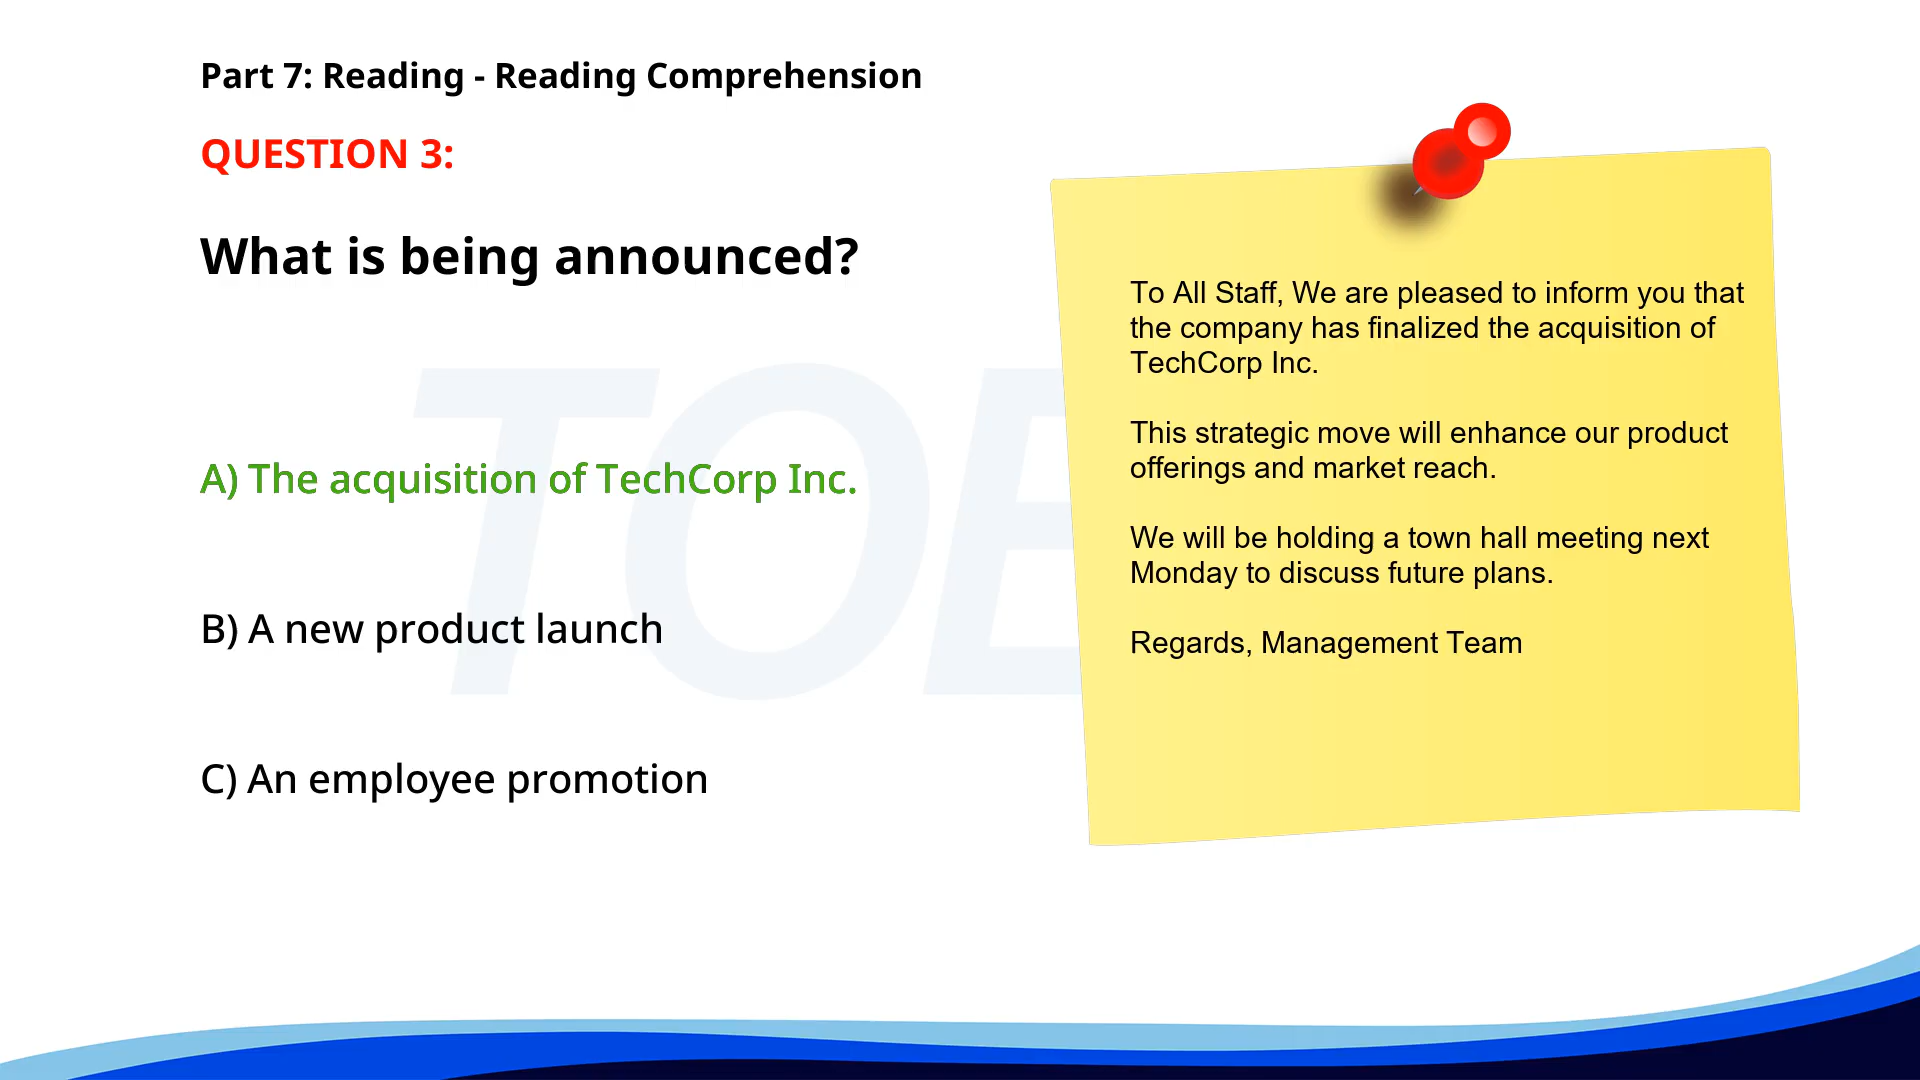 Part 7: Reading - Reading Comprehension
QUESTION 3:
What is being announced?
A) The acquisition of TechCorp Inc.
B) A new product launch
C) An employee promotion
To All Staff, We are pleased to inform you that
the company has finalized the acquisition of
TechCorp Inc.
This strategic move will enhance our product
offerings and market reach.
We will be holding a town hall meeting next
Monday to discuss future plans.
Regards, Management Team
TOE